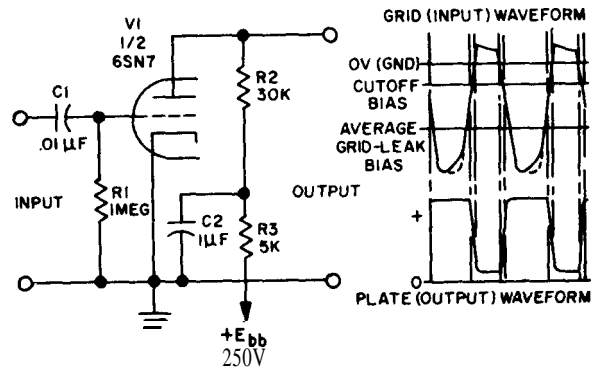 V1
1/2
6SN7
C1
.01µF
R2
30K
INPUT
R1
1MEG
C2
1µF
R3
5K
OUTPUT
+Ebb
250V
GRID (INPUT) WAVEFORM
0V (GND)
CUTOFF
BIAS
AVERAGE
GRID-LEAK
BIAS
+
0
PLATE (OUTPUT) WAVEFORM